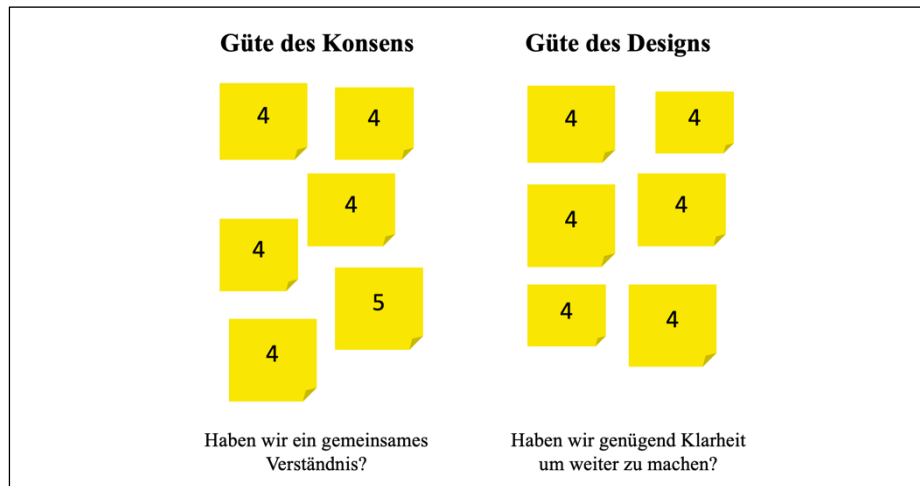 Güte des Konsens
Güte des Designs
4
4
4
4
5
4
4
4
4
4
4
4
Haben wir ein gemeinsames
Verständnis?
Haben wir genügend Klarheit
um weiter zu machen?